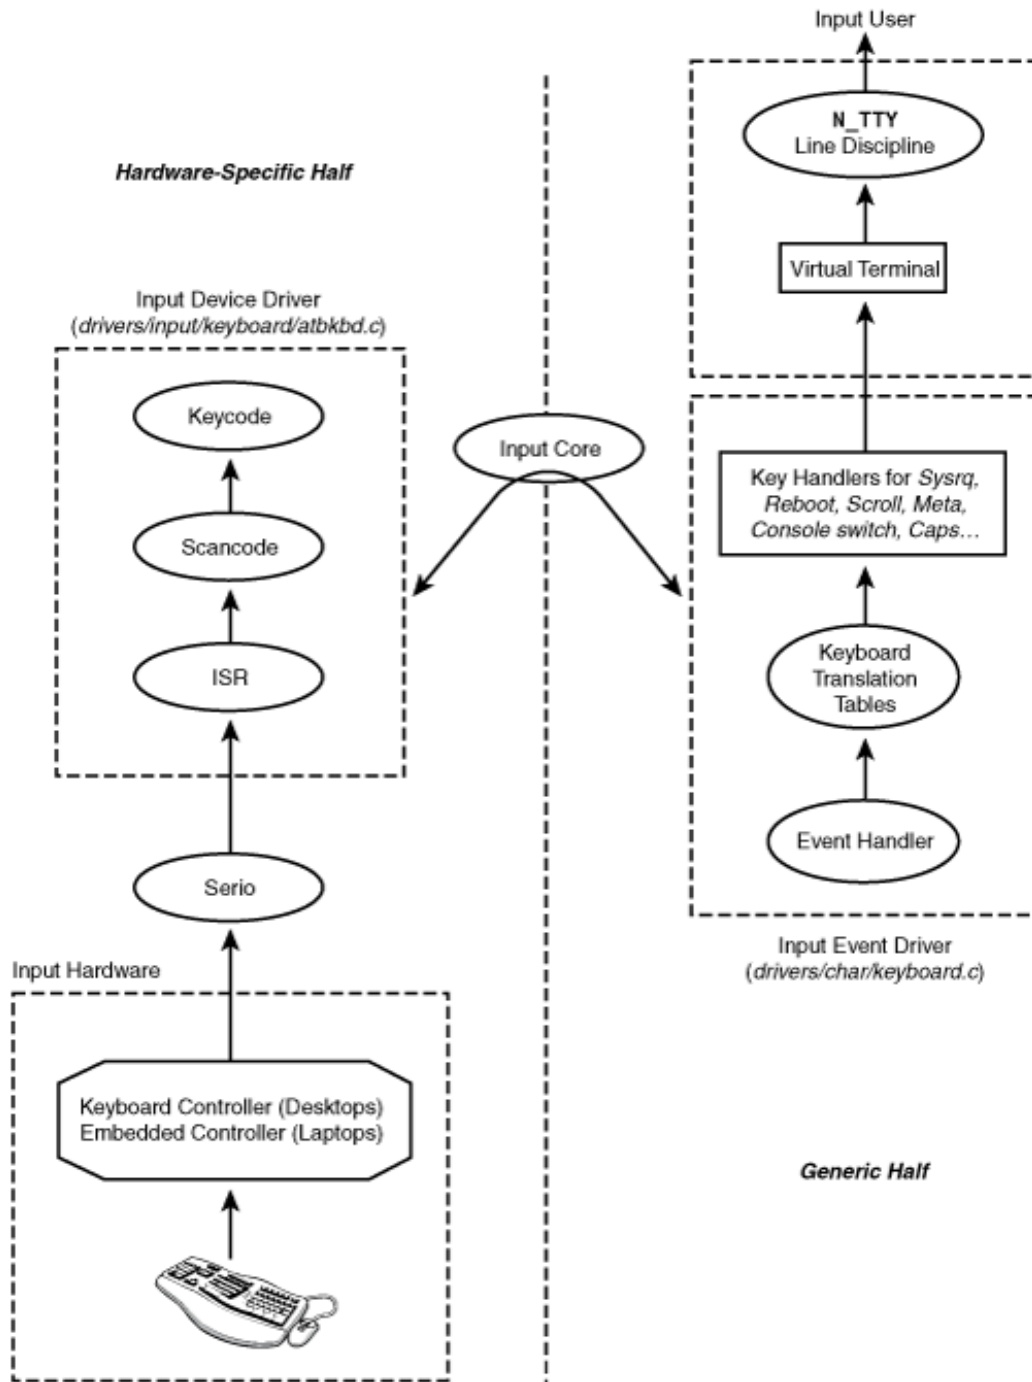 Input User
N_TTY
Line Discipline
Hardware-Specific Half
Virtual Terminal
Input Device Driver
(drivers/input/keyboard/atbkbd.c)
Keycode
Input Core
Key Handlers for Sysrq,
Reboot, Scroll, Meta,
Console switch, Caps...
Scancode
ISR
Keyboard
Translation
Tables
Event Handler
Serio
Input Event Driver
(drivers/char/keyboard.c)
Input Hardware
Keyboard Controller (Desktops)
Embedded Controller (Laptops)
Generic Half